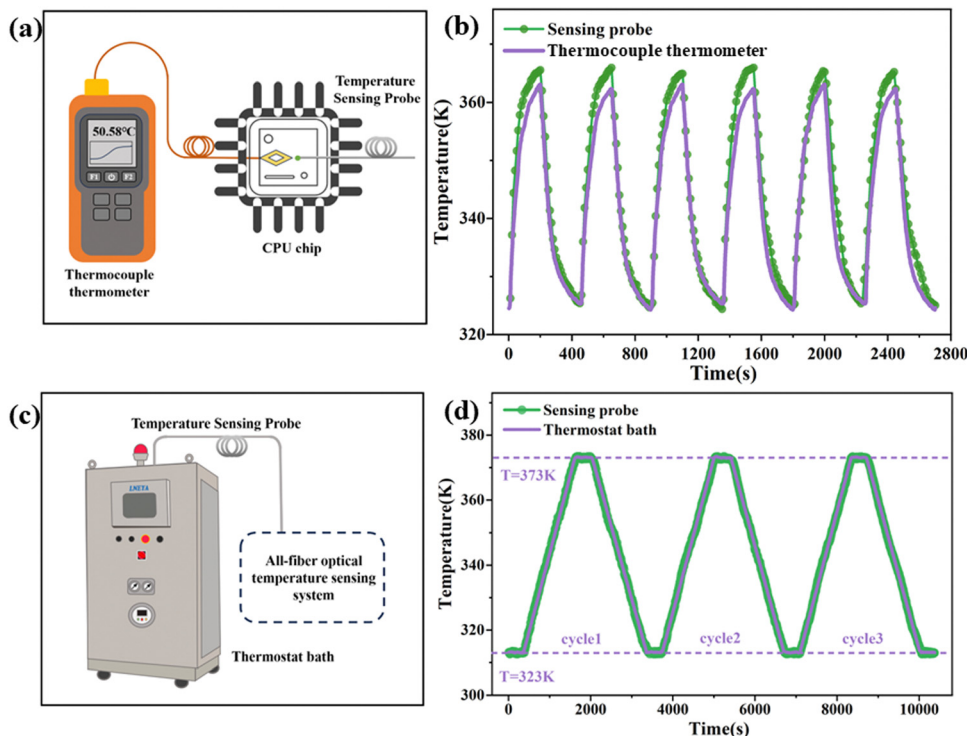 (a)
50.58℃
F1
F2
Thermocouple
thermometer
Temperature
Sensing Probe
CPU chip
(b)
Sensing probe
Thermocouple thermometer
Temperature(K)
360
340
320
0 400 800 1200 1600 2000 2400 2800
Time(s)
(c)
Temperature Sensing Probe
LNEYA
All-fiber optical
temperature sensing
system
Thermostat bath
(d)
Sensing probe
Thermostat bath
Temperature(K)
380
T=373K
360
340
320
cycle1 cycle2 cycle3
T=323K
300
0 2000 4000 6000 8000 10000
Time(s)